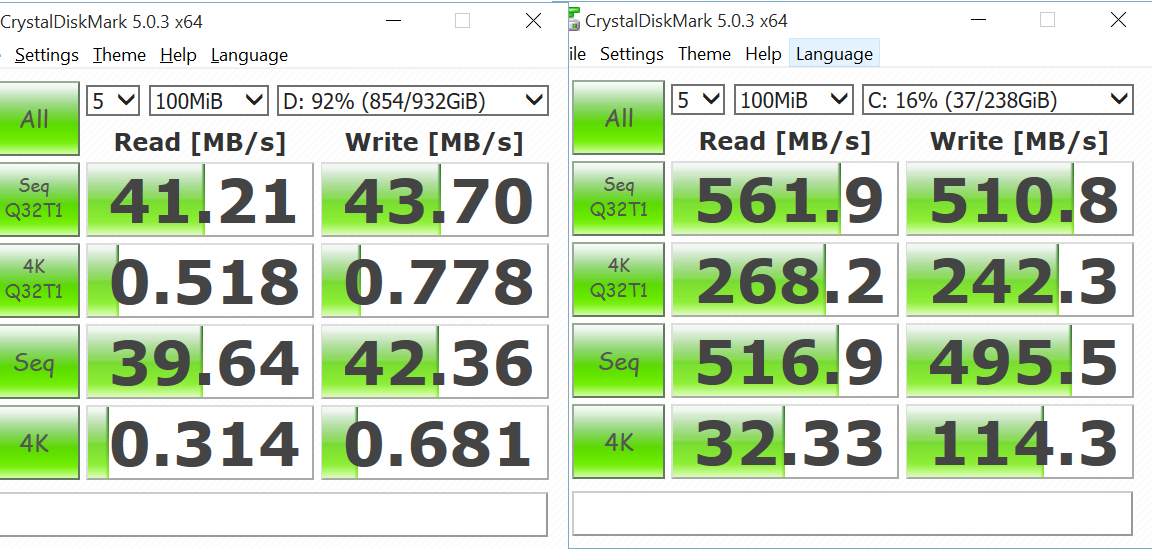 CrystalDiskMark 5.0.3 x64
Settings Theme Help Language
All 5 100MiB D: 92% (854/932GiB)
Read [MB/s] Write [MB/s]
Seq Q32T1 41.21 43.70
4K Q32T1 0.518 0.778
Seq 39.64 42.36
4K 0.314 0.681
CrystalDiskMark 5.0.3 x64
ile Settings Theme Help Language
All 5 100MiB C: 16% (37/238GiB)
Read [MB/s] Write [MB/s]
Seq Q32T1 561.9 510.8
4K Q32T1 268.2 242.3
Seq 516.9 495.5
4K 32.33 114.3